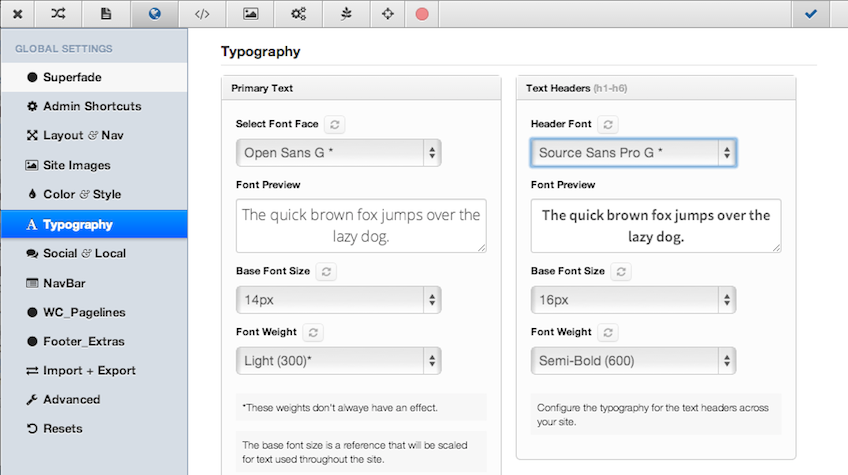 GLOBAL SETTINGS
Superfade
Admin Shortcuts
Layout & Nav
Site Images
Color & Style
A Typography
Social & Local
NavBar
WC_Pagelines
Footer_Extras
Import + Export
Advanced
Resets
Typography
Primary Text
Select Font Face
Open Sans G *
Font Preview
The quick brown fox jumps over the
lazy dog.
Base Font Size
14px
Font Weight
Light (300)*
*These weights don't alwaye have an effect.
The base font size is a reference that will be scaled
for text used throughout the site.
Text Headers (h1-h6)
Header Font
Source Sans Pro G *
Font Preview
The quick brown fox jumps over the
lazy dog.
Base Font Size
16px
Font Weight
Semi-Bold (600)
Configure the typography for the text headers across
your site.